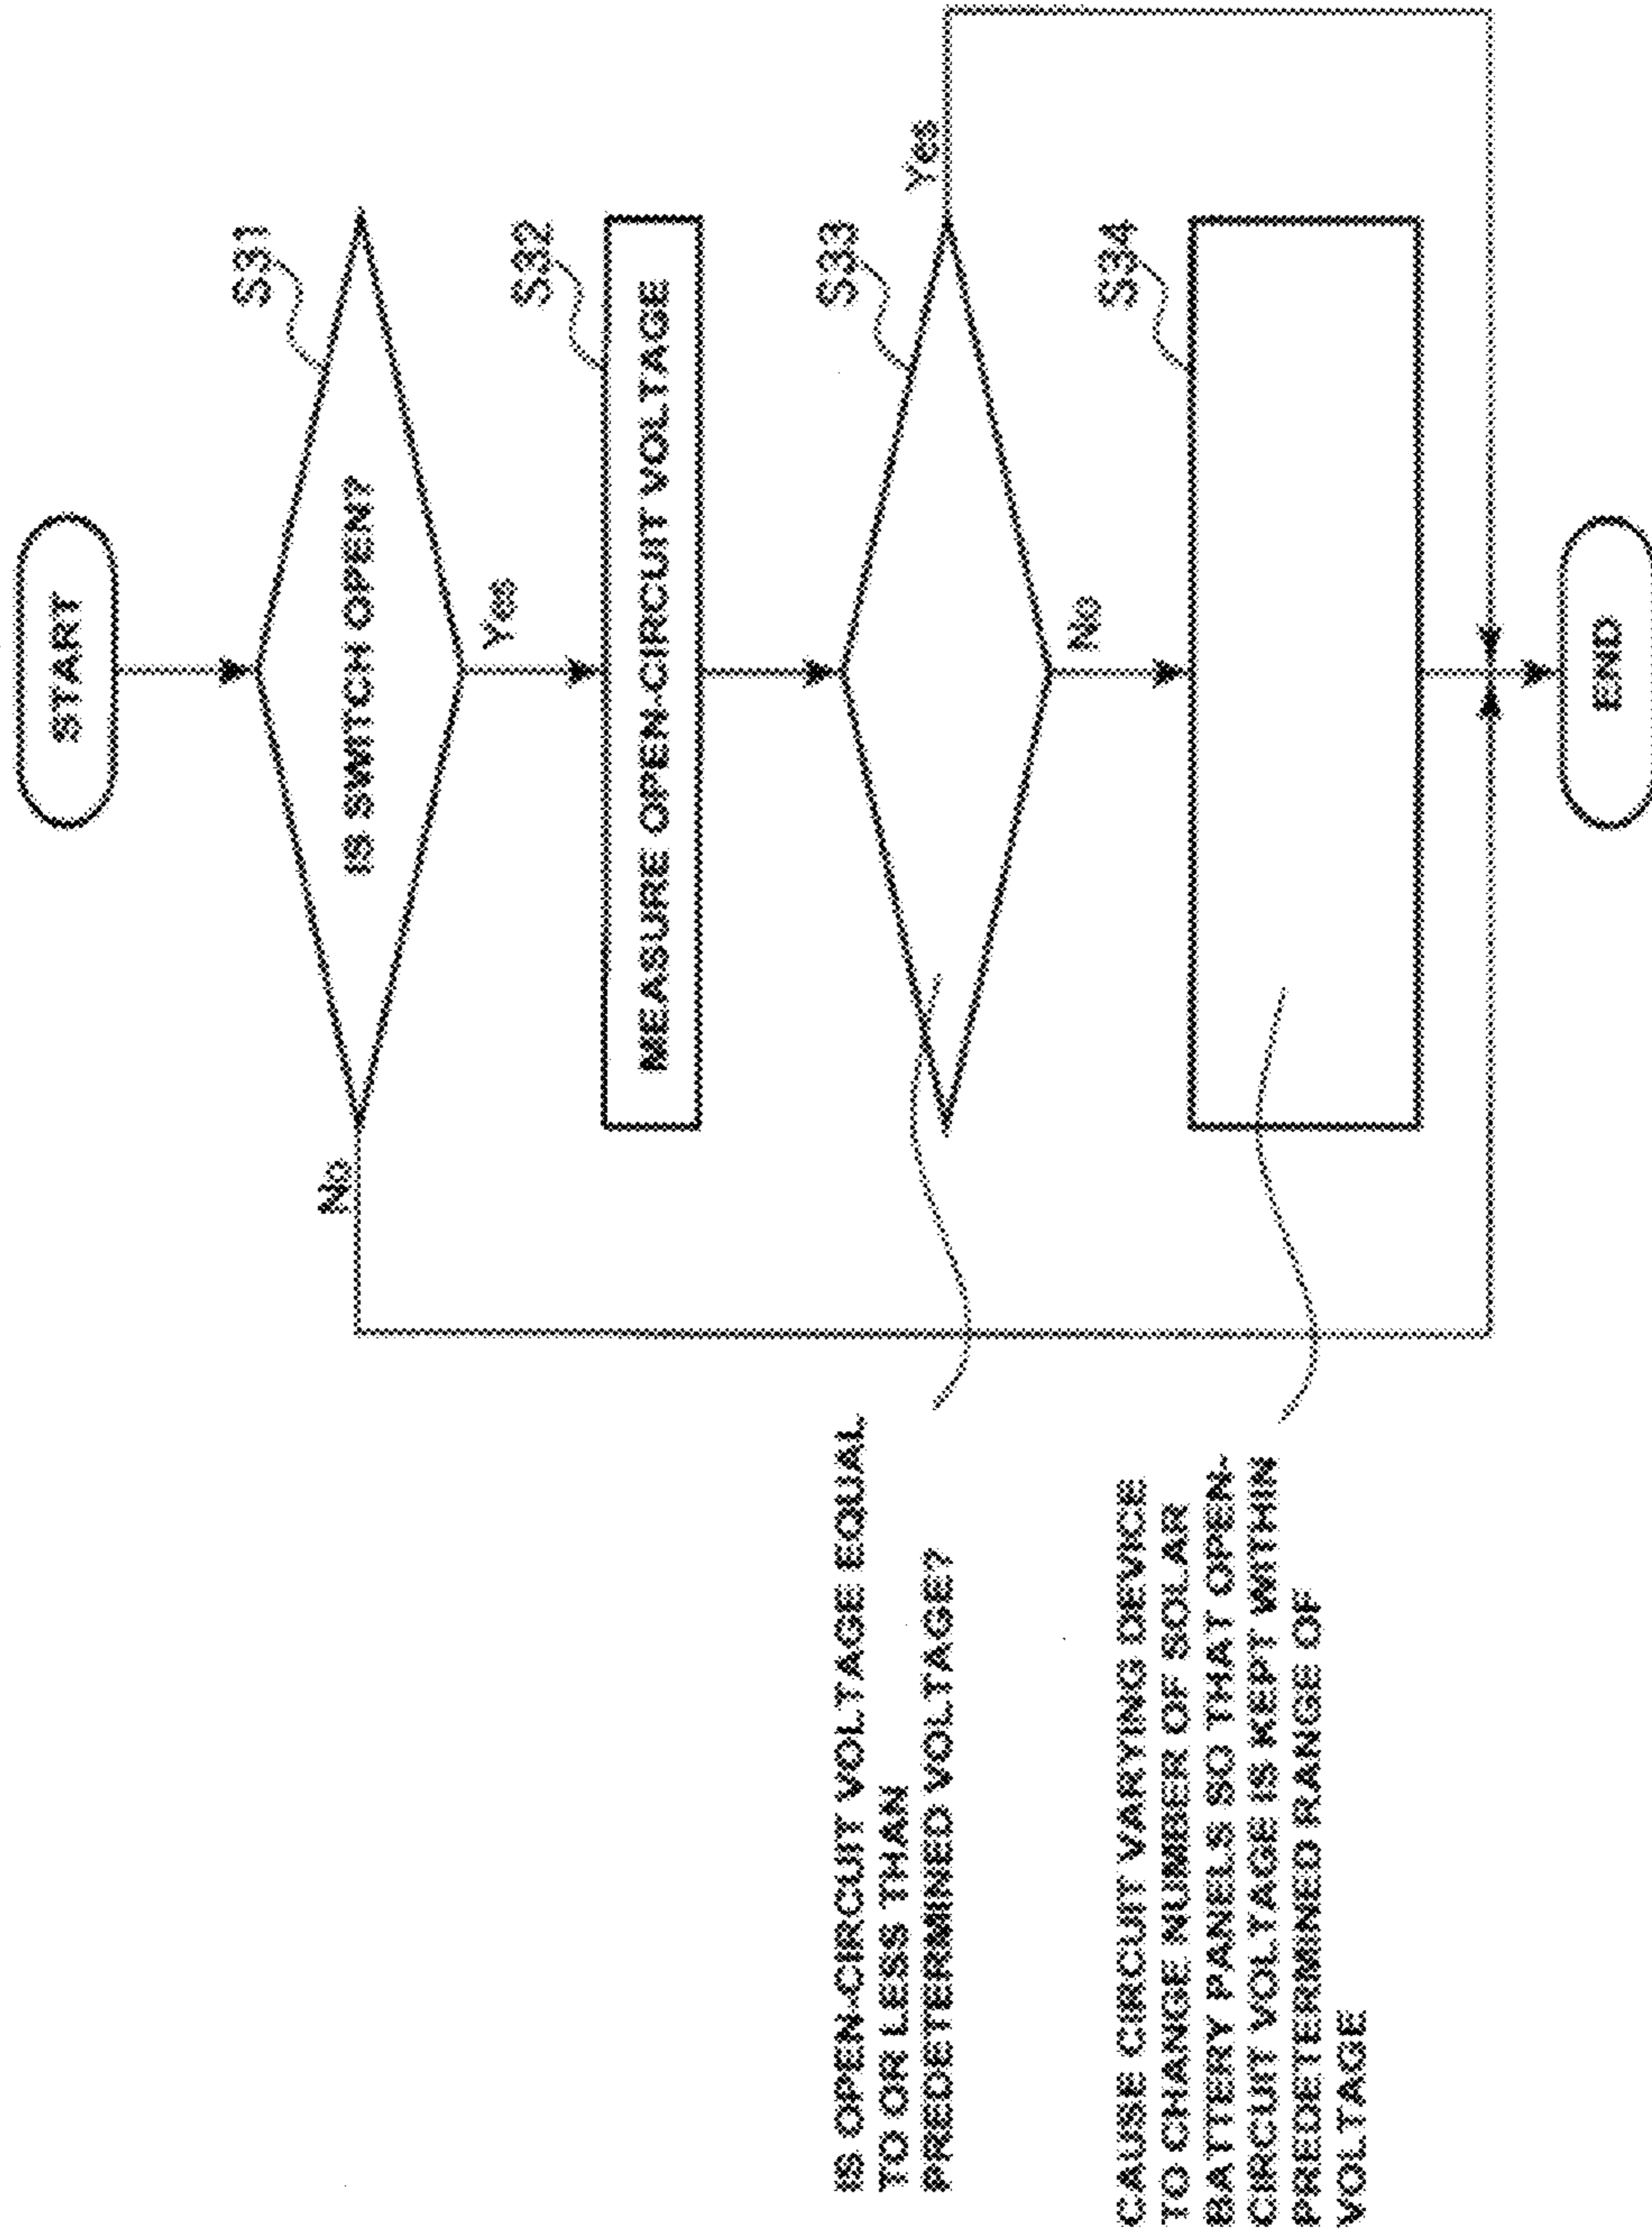 START
S31
IS SWITCH OPEN?
No
Yes
S32
MEASURE OPEN-CIRCUIT VOLTAGE
S33
IS OPEN-CIRCUIT VOLTAGE EQUAL
TO OR LESS THAN
PREDETERMINED VOLTAGE?
Yes
No
S34
CAUSE CIRCUIT VARYING DEVICE
TO CHANGE NUMBER OF SOLAR
BATTERY PANELS SO THAT OPEN-
CIRCUIT VOLTAGE IS KEPT WITHIN
PREDETERMINED RANGE OF
VOLTAGE
END